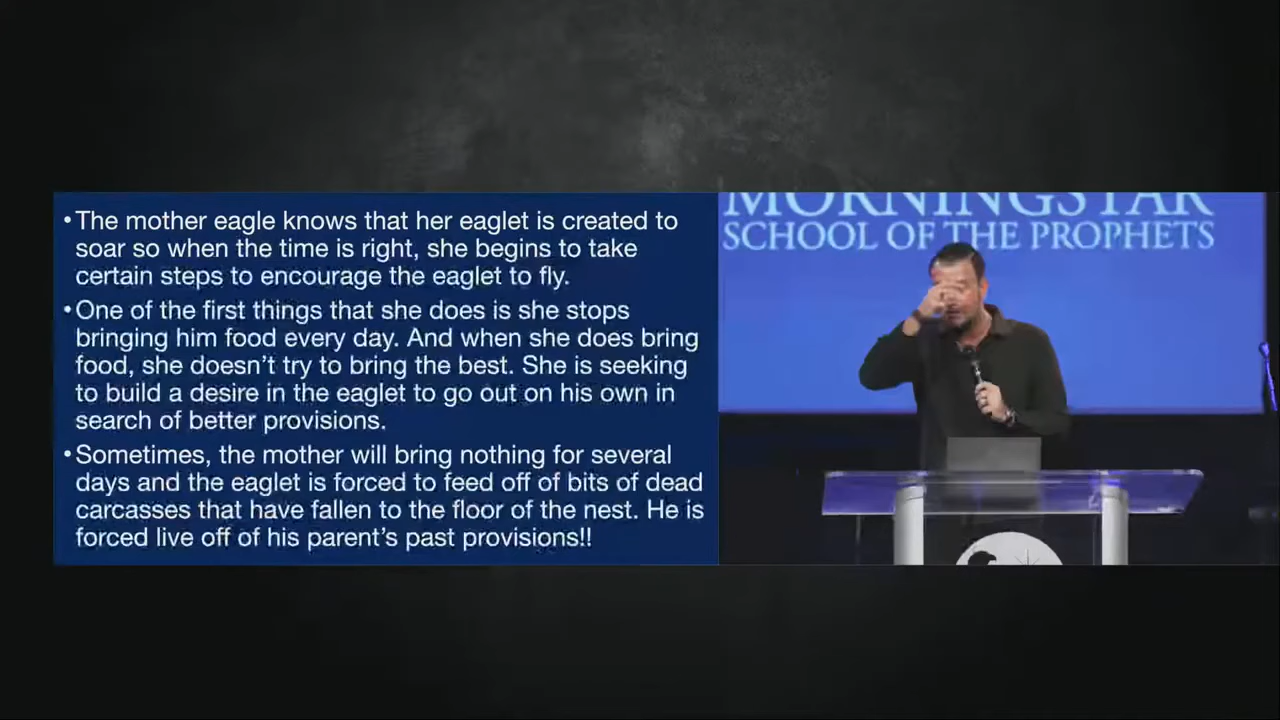 •The mother eagle knows that her eaglet is created to
soar so when the time is right, she begins to take
certain steps to encourage the eaglet to fly.
•One of the first things that she does is she stops
bringing him food every day. And when she does bring
food, she doesn’t try to bring the best. She is seeking
to build a desire in the eaglet to go out on his own in
search of better provisions.
•Sometimes, the mother will bring nothing for several
days and the eaglet is forced to feed off of bits of dead
carcasses that have fallen to the floor of the nest. He is
forced live off of his parent’s past provisions!!
MORNINGSTAR
SCHOOL OF THE PROPHETS